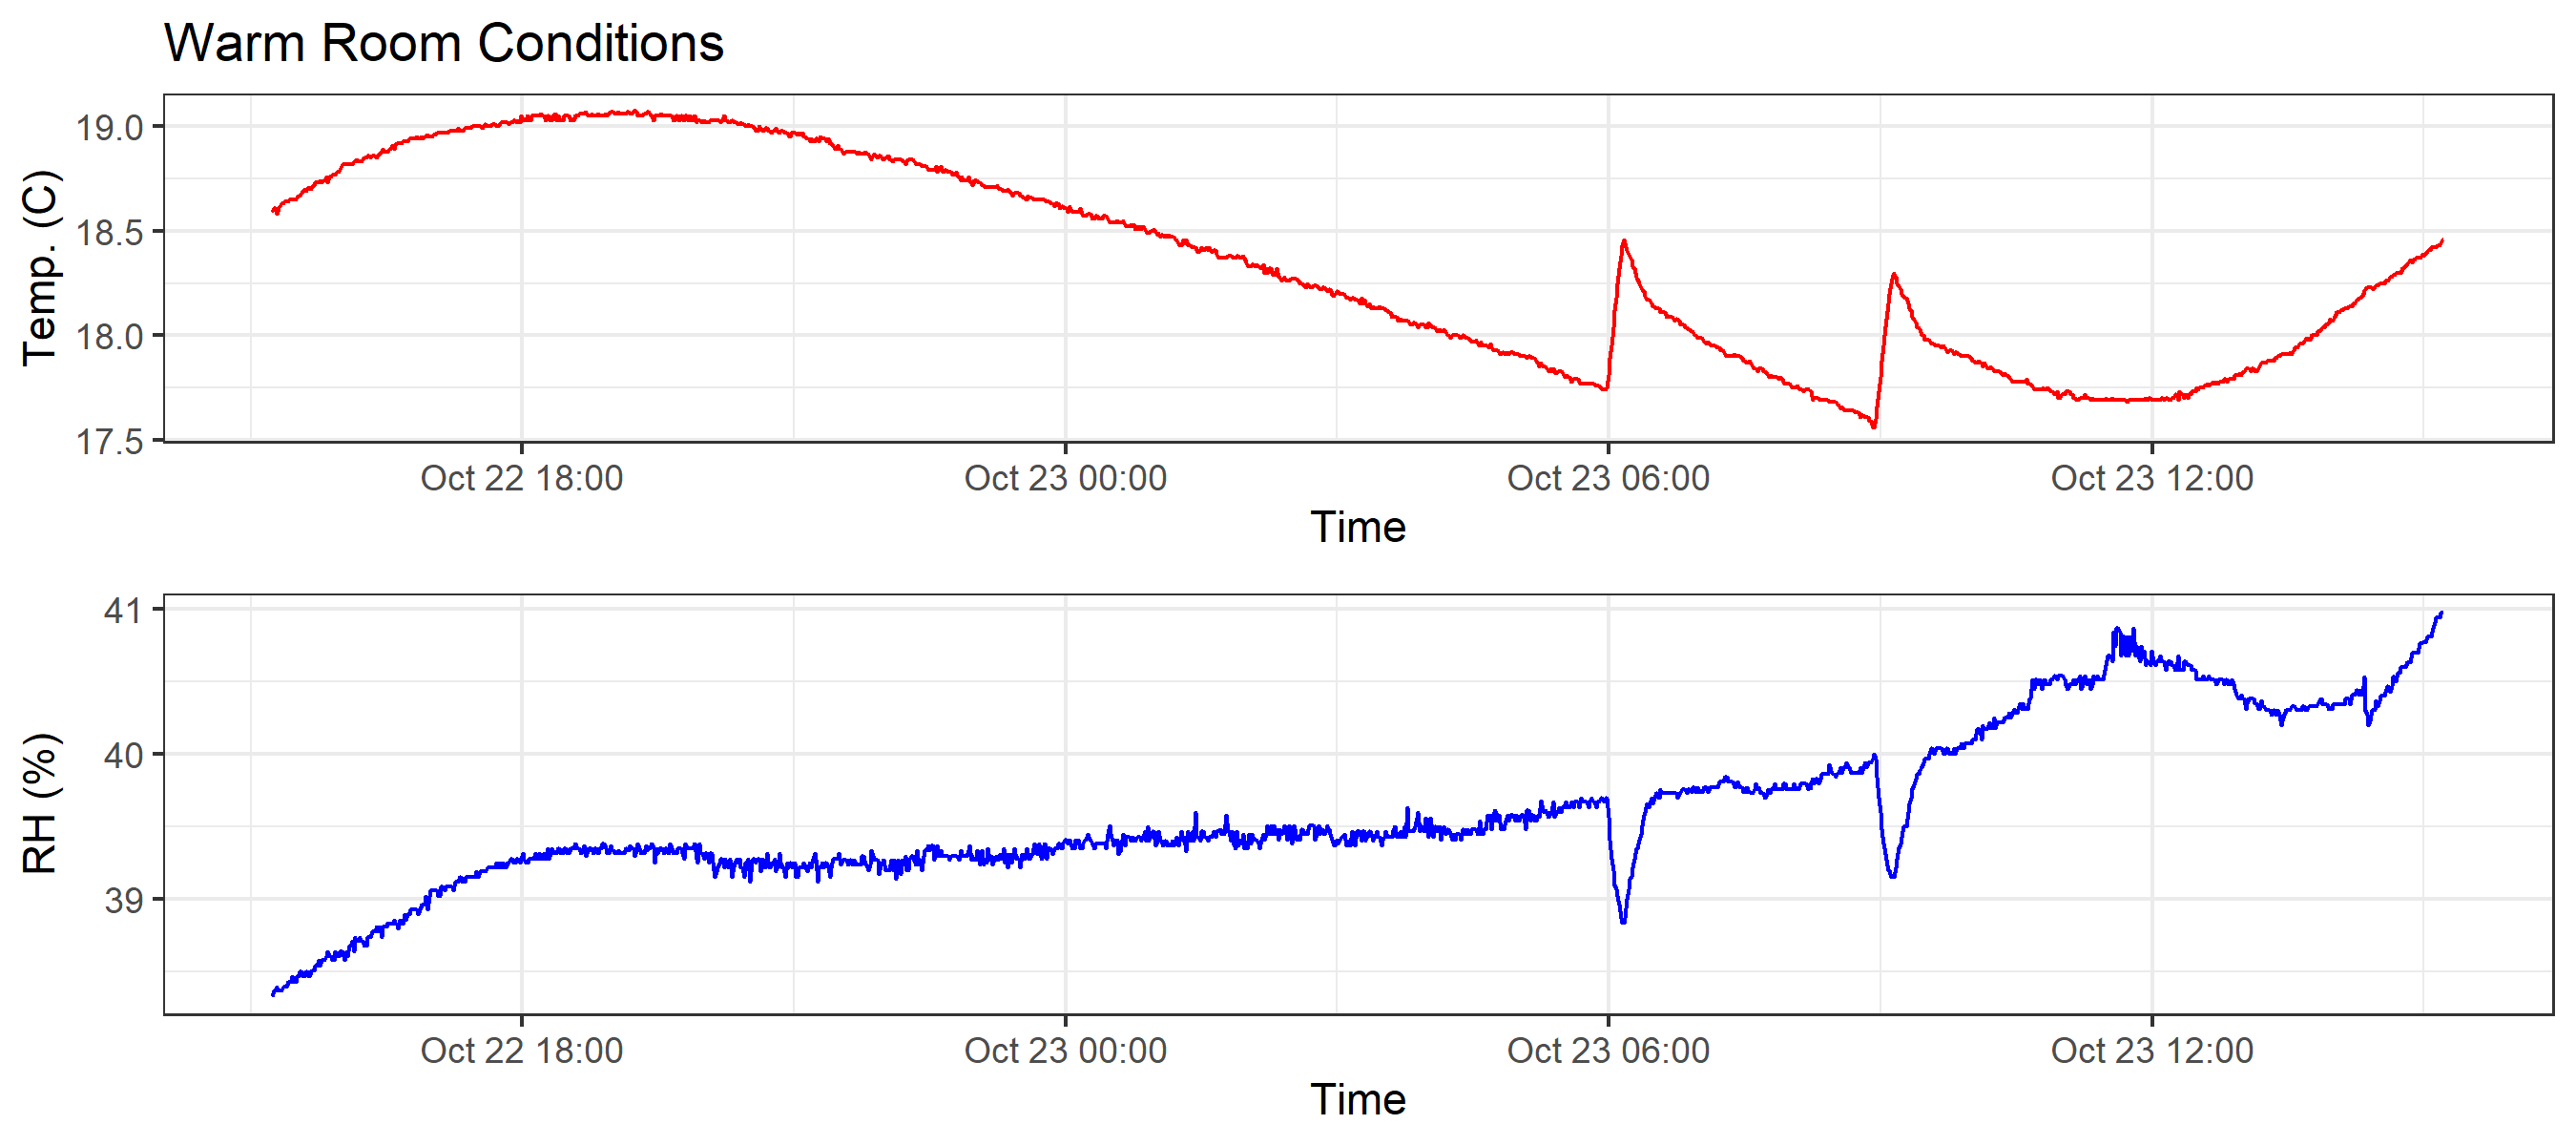 Warm Room Conditions
19.0
18.5
18.0
17.5
Temp. (C)
Oct 22 18:00 Oct 23 00:00 Oct 23 06:00 Oct 23 12:00
Time
41
40
39
RH (%)
Oct 22 18:00 Oct 23 00:00 Oct 23 06:00 Oct 23 12:00
Time